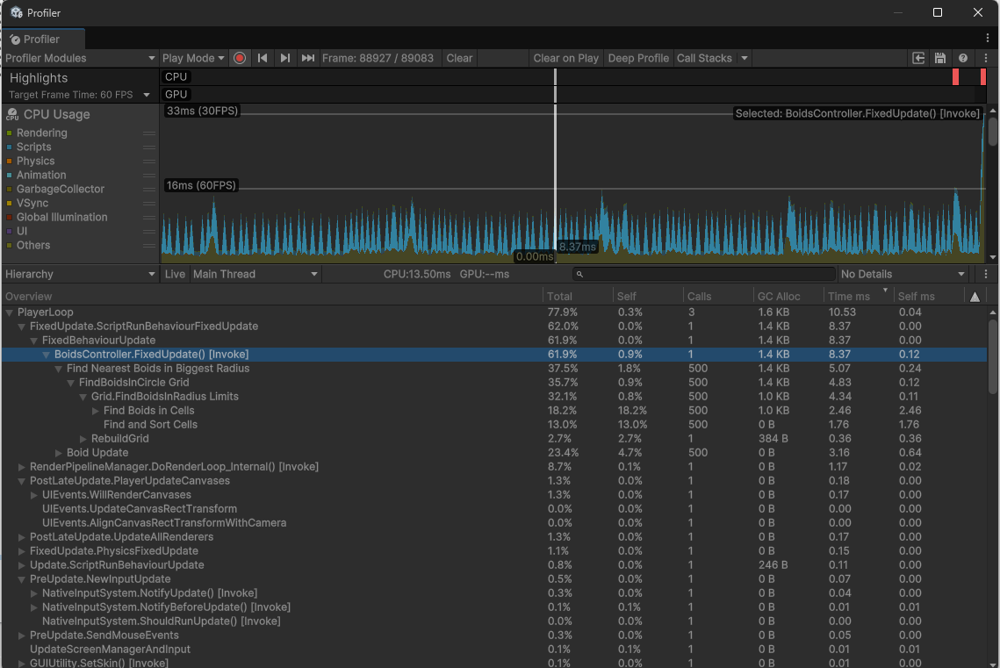 Profiler
Profiler
Profiler Modules Play Mode Frame: 88927 / 89083 Clear Clear on Play Deep Profile Call Stacks
Highlights CPU
Target Frame Time: 60 FPS GPU
CPU Usage 33ms (30FPS) Selected: BoidsController.FixedUpdate() [Invoke]
Rendering
Scripts
Physics
Animation
GarbageCollector 16ms (60FPS)
VSync
Global Illumination
UI
Others 0.00ms 8.37ms
Hierarchy Live Main Thread CPU:13.50ms GPU:--ms No Details
Overview Total Self Calls GC Alloc Time ms Self ms
PlayerLoop 77.9% 0.3% 3 1.6 KB 10.53 0.04
FixedUpdate.ScriptRunBehaviourFixedUpdate 62.0% 0.0% 1 1.4 KB 8.37 0.00
FixedBehaviourUpdate 61.9% 0.0% 1 1.4 KB 8.37 0.00
BoidsController.FixedUpdate() [Invoke] 61.9% 0.9% 1 1.4 KB 8.37 0.12
Find Nearest Boids in Biggest Radius 37.5% 1.8% 500 1.4 KB 5.07 0.24
FindBoidsInCircle Grid 35.7% 0.9% 500 1.4 KB 4.83 0.12
Grid.FindBoidsInRadius Limits 32.1% 0.8% 500 1.0 KB 4.34 0.11
Find Boids in Cells 18.2% 18.2% 500 1.0 KB 2.46 2.46
Find and Sort Cells 13.0% 13.0% 500 0 B 1.76 1.76
RebuildGrid 2.7% 2.7% 1 384 B 0.36 0.36
Boid Update 23.4% 4.7% 500 0 B 3.16 0.64
RenderPipelineManager.DoRenderLoop_Internal() [Invoke] 8.7% 0.1% 1 0 B 1.17 0.02
PostLateUpdate.PlayerUpdateCanvases 1.3% 0.0% 1 0 B 0.18 0.00
UIEvents.WillRenderCanvases 1.3% 0.0% 1 0 B 0.17 0.00
UIEvents.UpdateCanvasRectTransform 0.0% 0.0% 1 0 B 0.00 0.00
UIEvents.AlignCanvasRectTransformWithCamera 0.0% 0.0% 1 0 B 0.00 0.00
PostLateUpdate.UpdateAllRenderers 1.3% 0.0% 1 0 B 0.17 0.00
FixedUpdate.PhysicsFixedUpdate 1.1% 0.0% 1 0 B 0.15 0.00
Update.ScriptRunBehaviourUpdate 0.8% 0.0% 1 246 B 0.11 0.00
PreUpdate.NewInputUpdate 0.5% 0.0% 1 0 B 0.07 0.00
NativeInputSystem.NotifyUpdate() [Invoke] 0.3% 0.0% 1 0 B 0.04 0.00
NativeInputSystem.NotifyBeforeUpdate() [Invoke] 0.1% 0.1% 1 0 B 0.01 0.01
NativeInputSystem.ShouldRunUpdate() [Invoke] 0.0% 0.0% 1 0 B 0.00 0.00
PreUpdate.SendMouseEvents 0.3% 0.0% 1 0 B 0.05 0.00
UpdateScreenManagerAndInput 0.1% 0.1% 1 0 B 0.01 0.01
GUIUtility.SetSkin() [Invoke] 0.1% 0.0% 1 0 B 0.01 0.00